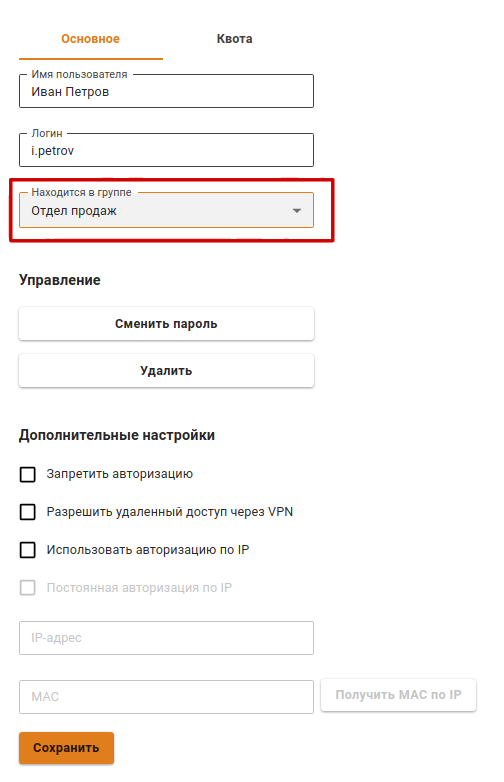 Основное Квота
Имя пользователя
Иван Петров
Логин
i.petrov
Находится в группе
Отдел продаж
Управление
Сменить пароль
Удалить
Дополнительные настройки
Запретить авторизацию
Разрешить удаленный доступ через VPN
Использовать авторизацию по IP
Постоянная авторизация по IP
IP-адрес
MAC Получить MAC по IP
Сохранить